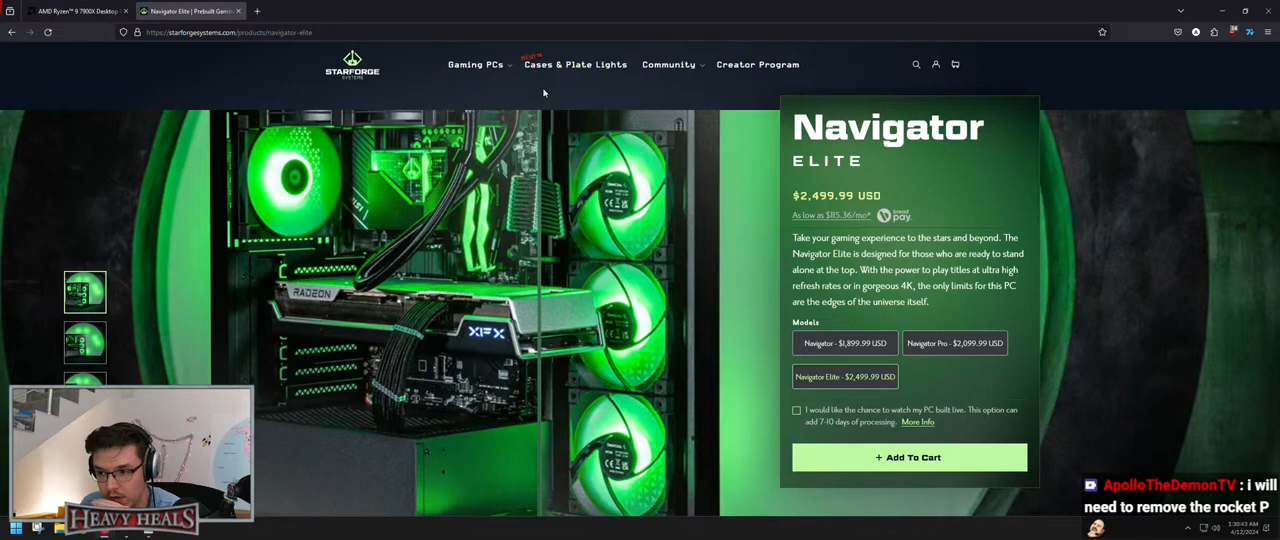 AMD Ryzen™ 9 7900X Desktop
Navigator Elite | Prebuilt Gamin
https://starforgesystems.com/products/navigator-elite
STARFORGE
SYSTEMS
Gaming PCs
NEW!
Cases & Plate Lights
Community
Creator Program
Navigator
ELITE
$2,499.99 USD
As low as $115.36/mo*
bread
pay
Take your gaming experience to the stars and beyond. The
Navigator Elite is designed for those who are ready to stand
alone at the top. With the power to play titles at ultra high
refresh rates or in gorgeous 4K, the only limits for this PC
are the edges of the universe itself.
Models
Navigator - $1,899.99 USD
Navigator Pro - $2,099.99 USD
Navigator Elite - $2,499.99 USD
I would like the chance to watch my PC built live. This option can
add 7-10 days of processing. More Info
+ Add To Cart
RADEON
XFX
HEAVY HEALS
ApolloTheDemonTV : i will
need to remove the rocket P
1:30:43 AM
4/12/2024